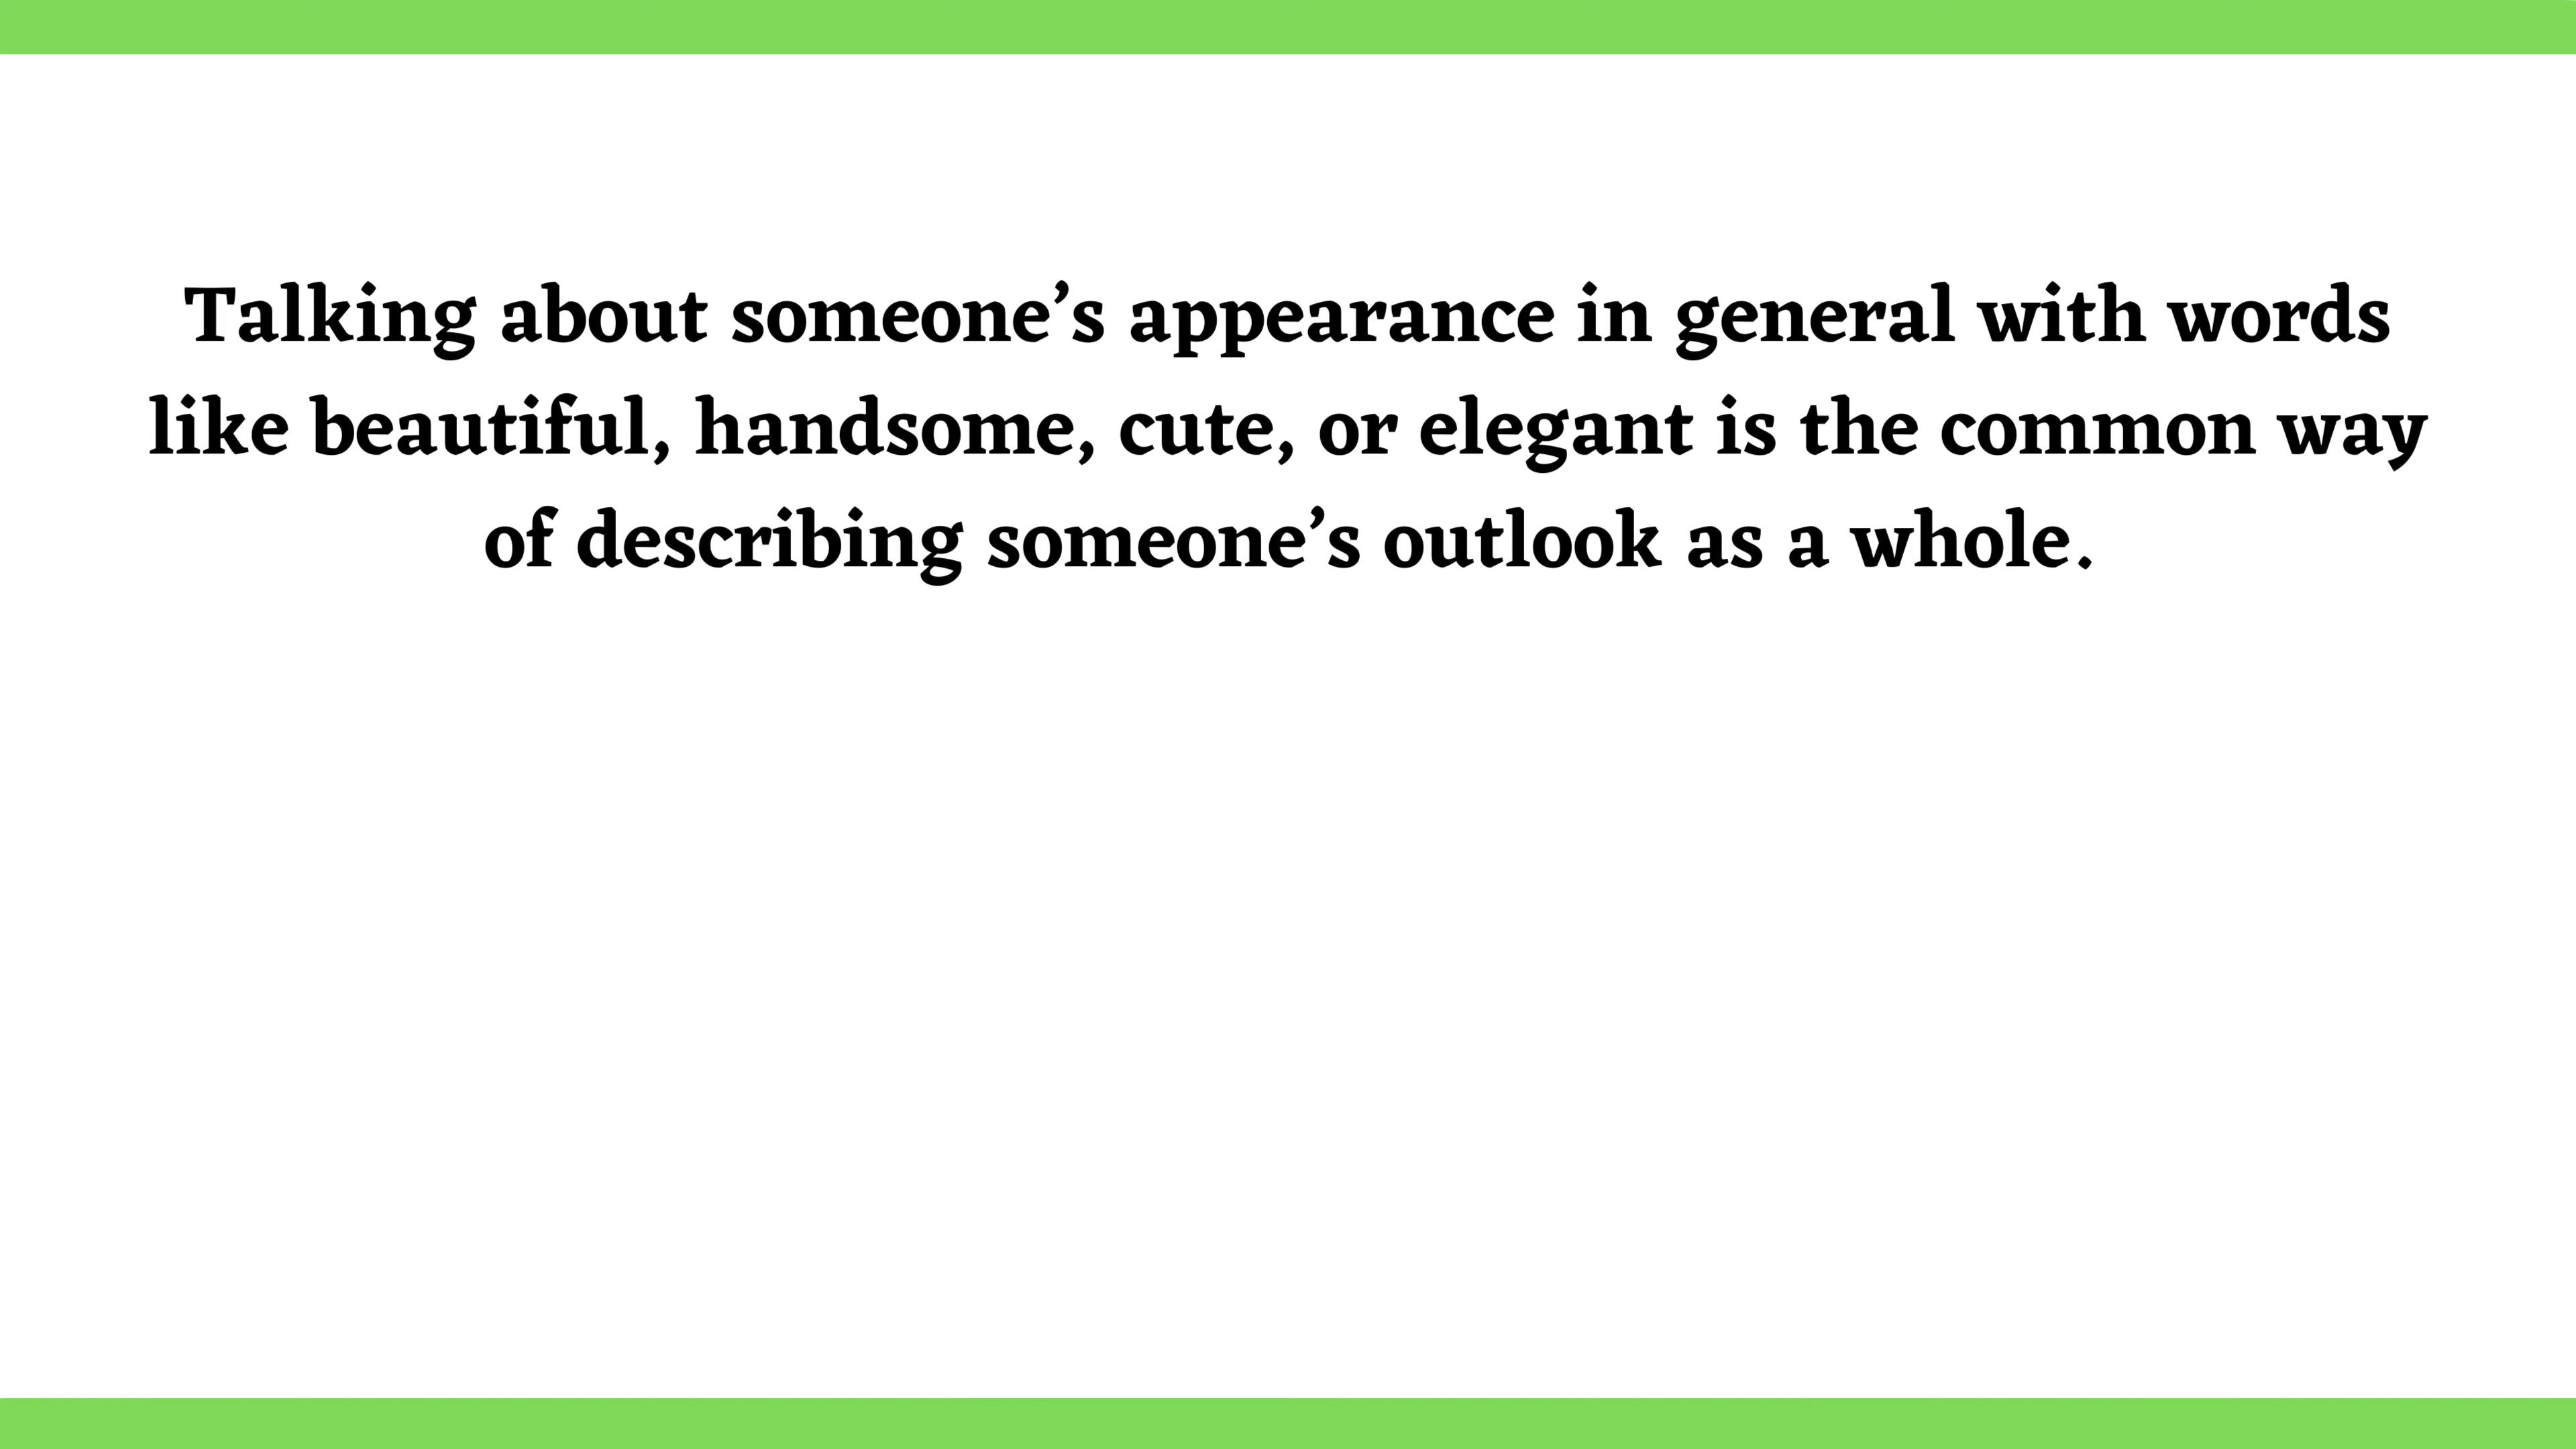 Talking about someone’s appearance in general with words
like beautiful, handsome, cute, or elegant is the common way
of describing someone’s outlook as a whole.